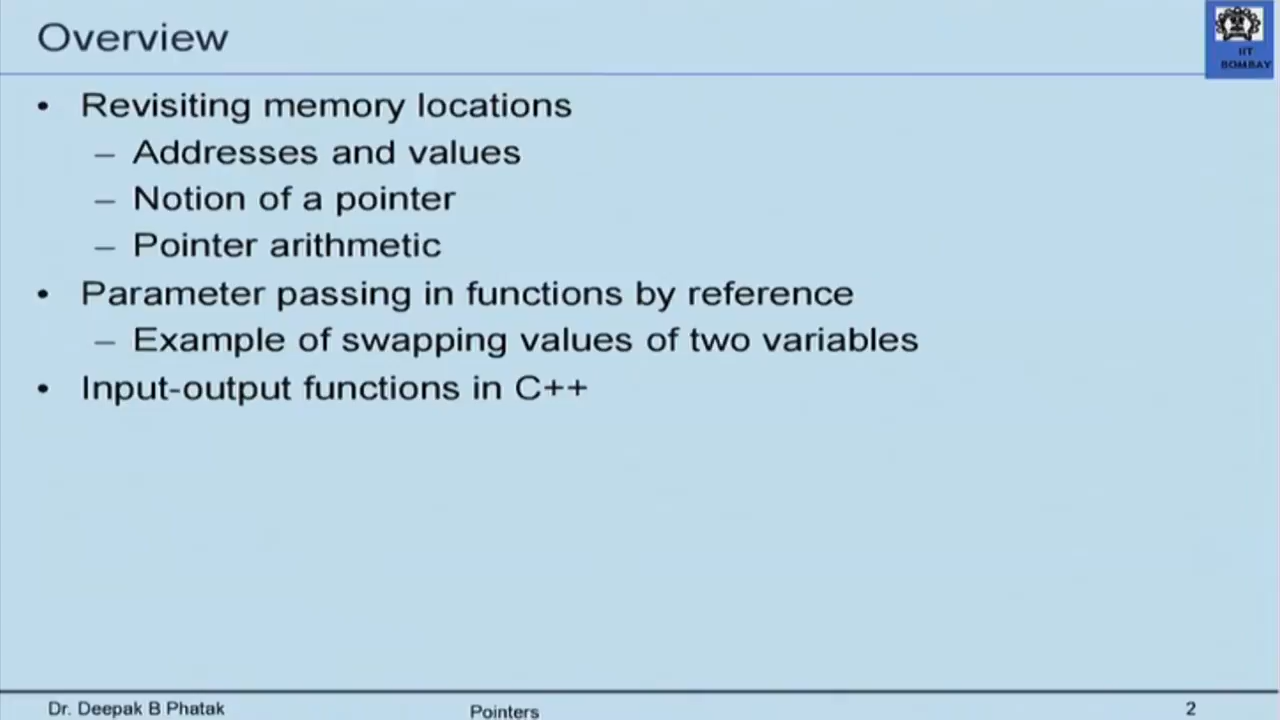 Overview
IIT
BOMBAY
• Revisiting memory locations
– Addresses and values
– Notion of a pointer
– Pointer arithmetic
• Parameter passing in functions by reference
– Example of swapping values of two variables
• Input-output functions in C++
Dr. Deepak B Phatak
Pointers
2